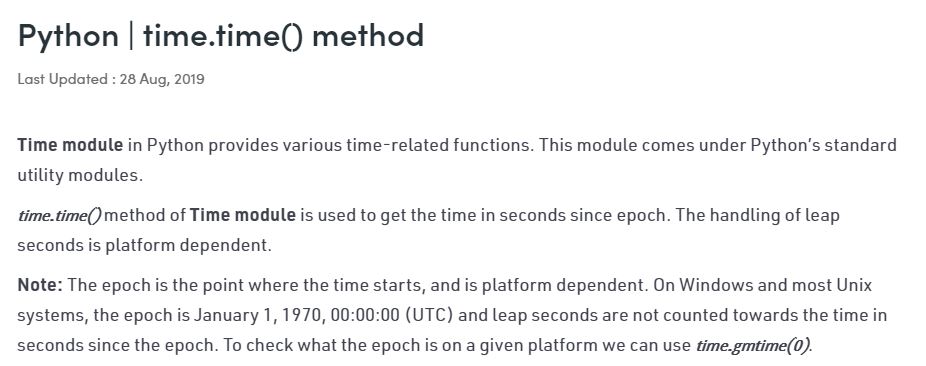 Python | time.time() method
Last Updated : 28 Aug, 2019
Time module in Python provides various time-related functions. This module comes under Python’s standard
utility modules.
time.time() method of Time module is used to get the time in seconds since epoch. The handling of leap
seconds is platform dependent.
Note: The epoch is the point where the time starts, and is platform dependent. On Windows and most Unix
systems, the epoch is January 1, 1970, 00:00:00 (UTC) and leap seconds are not counted towards the time in
seconds since the epoch. To check what the epoch is on a given platform we can use time.gmtime(0).